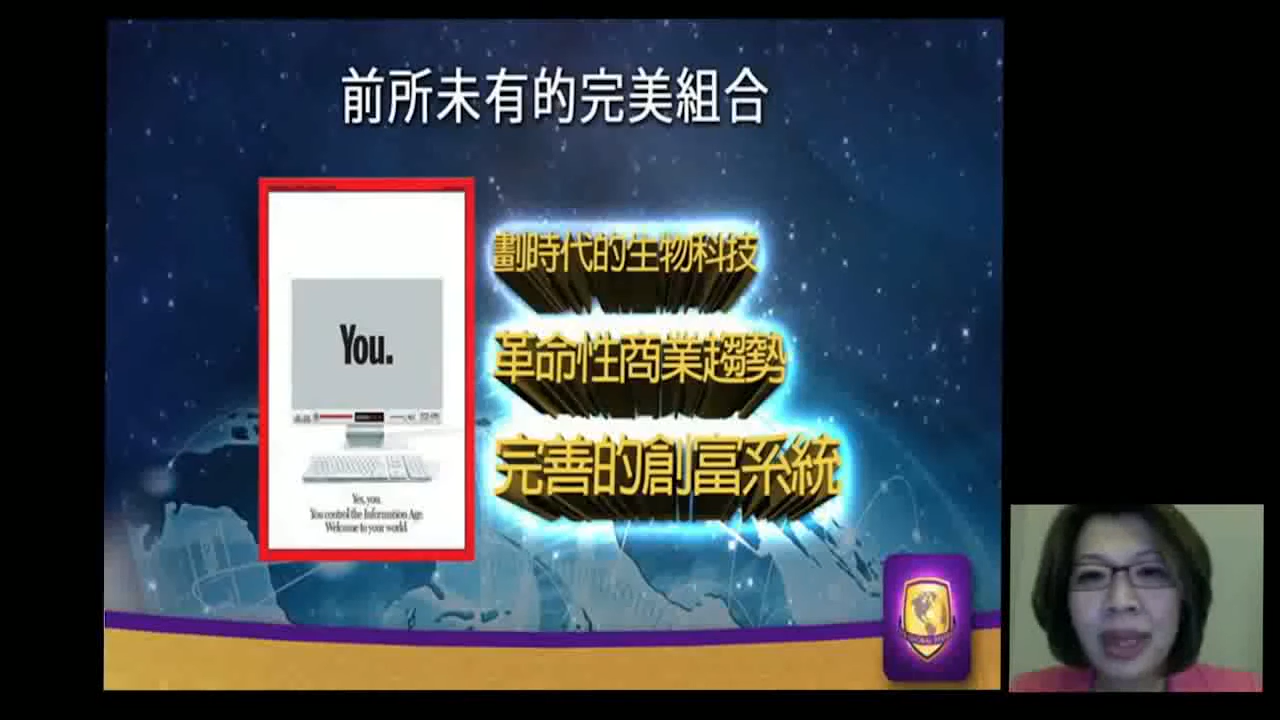 前所未有的完美組合
You.
Yes, you.
You control the Information Age.
Welcome to your world.
劃時代的生物科技
革命性商業趨勢
完善的創富系統